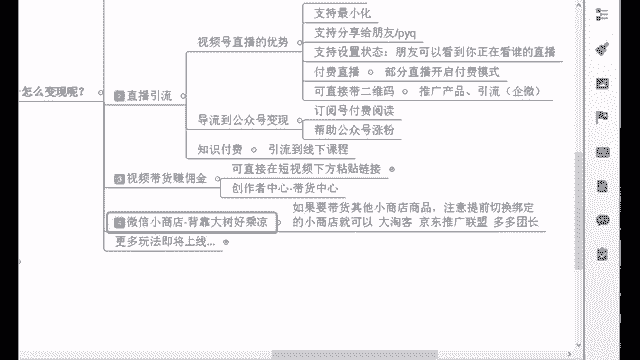 支持最小化
支持分享给朋友/pyq
视频号直播的优势
支持设置状态：朋友可以看到你正在看谁的直播
怎么变现呢？
付费直播 部分直播开启付费模式
直播引流
可直接带二维码 推广产品、引流（企微）
订阅号付费阅读
导流到公众号变现
帮助公众号涨粉
知识付费 引流到线下课程
可直接在短视频下方粘贴链接
视频带货赚佣金
创作者中心-带货中心
如果要带货其他小商店商品，注意提前切换绑定
微信小商店-背靠大树好乘凉
的小商店就可以 大淘客 京东推广联盟 多多团长
更多玩法即将上线...